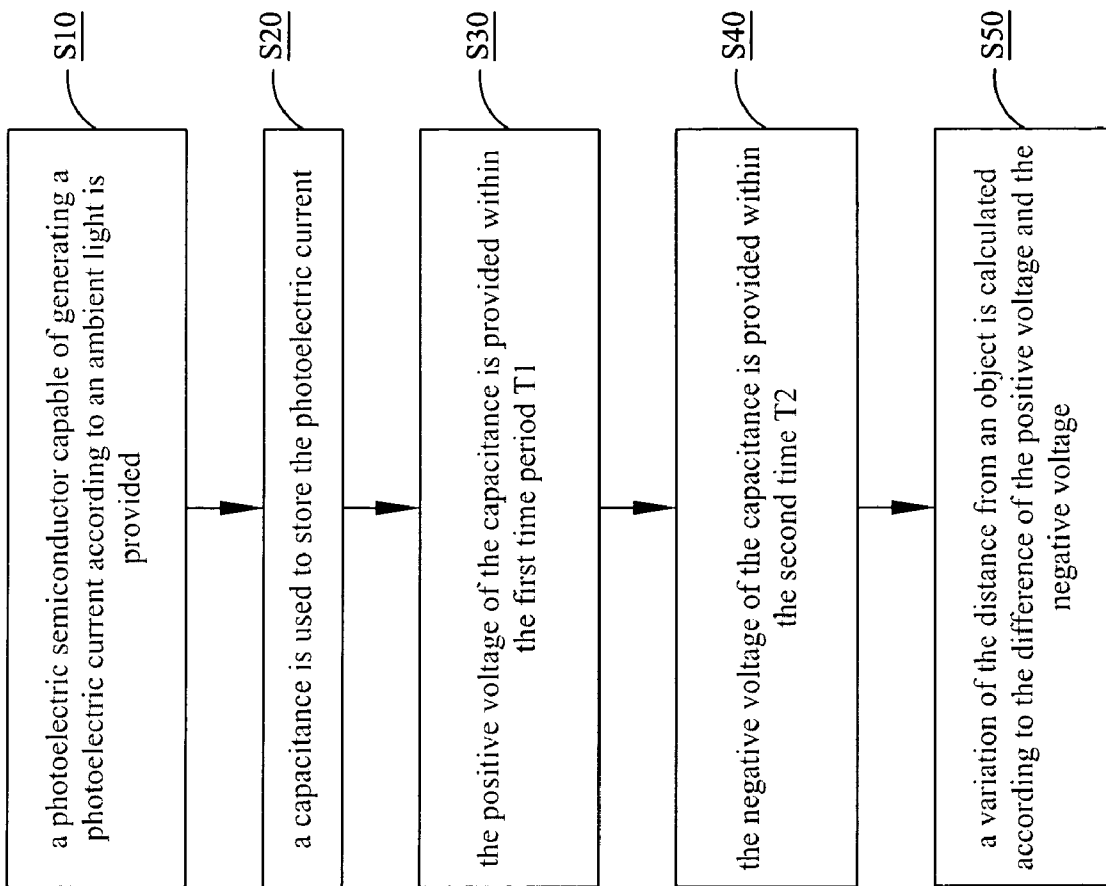 a photoelectric semiconductor capable of generating a
photoelectric current according to an ambient light is
provided
S10
a capacitance is used to store the photoelectric current
S20
the positive voltage of the capacitance is provided within
the first time period T1
S30
the negative voltage of the capacitance is provided within
the second time T2
S40
a variation of the distance from an object is calculated
according to the difference of the positive voltage and the
negative voltage
S50